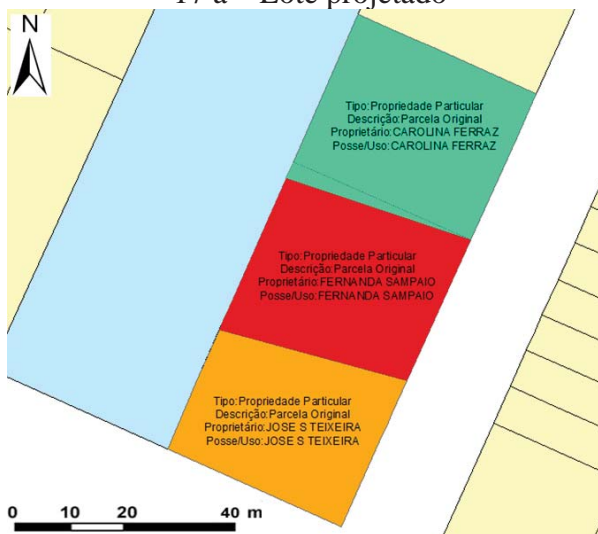 17 a – Lote projetado
N
Tipo:Propriedade Particular
Descrição:Parcela Original
Proprietário:CAROLINA FERRAZ
Posse/Uso:CAROLINA FERRAZ
Tipo:Propriedade Particular
Descrição:Parcela Original
Proprietário:FERNANDA SAMPAIO
Posse/Uso:FERNANDA SAMPAIO
Tipo:Propriedade Particular
Descrição:Parcela Original
Proprietário:JOSE S TEIXEIRA
Posse/Uso:JOSE S TEIXEIRA
0 10 20 40 m